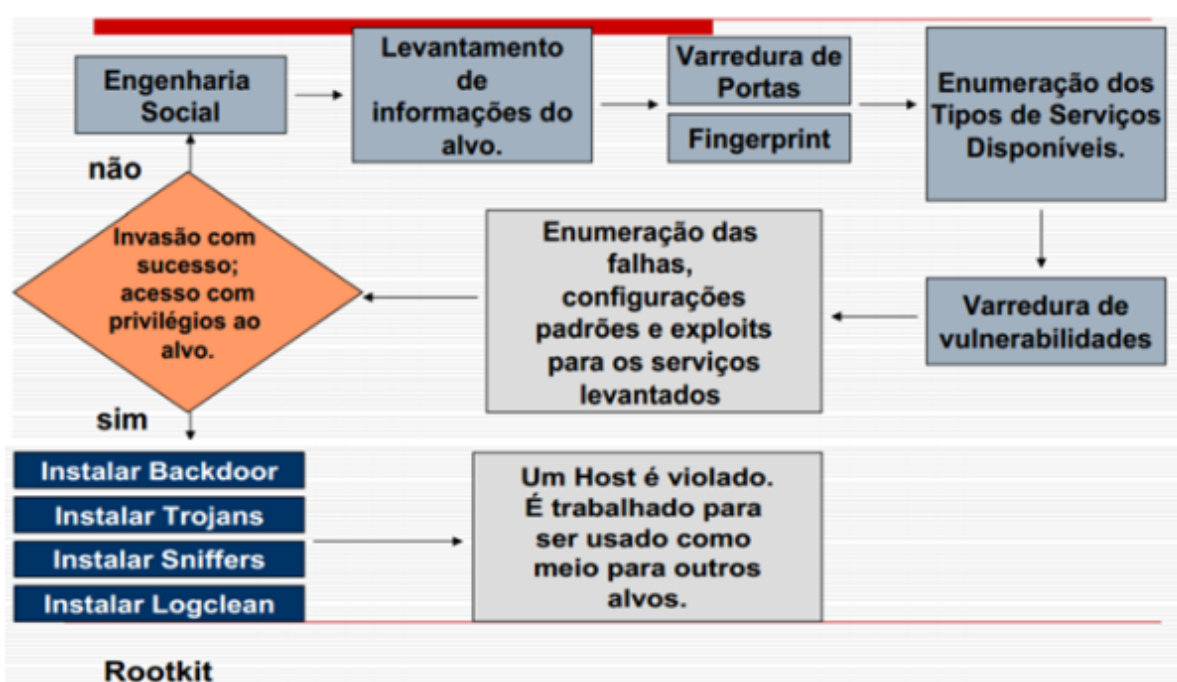 Engenharia
Social
Levantamento
de
informações do
alvo.
Varredura de
Portas
Fingerprint
Enumeração dos
Tipos de Serviços
Disponíveis.
não
Invasão com
sucesso;
acesso com
privilégios ao
alvo.
Enumeração das
falhas,
configurações
padrões e exploits
para os serviços
levantados
Varredura de
vulnerabilidades
sim
Instalar Backdoor
Instalar Trojans
Instalar Sniffers
Instalar Logclean
Um Host é violado.
É trabalhado para
ser usado como
meio para outros
alvos.
Rootkit